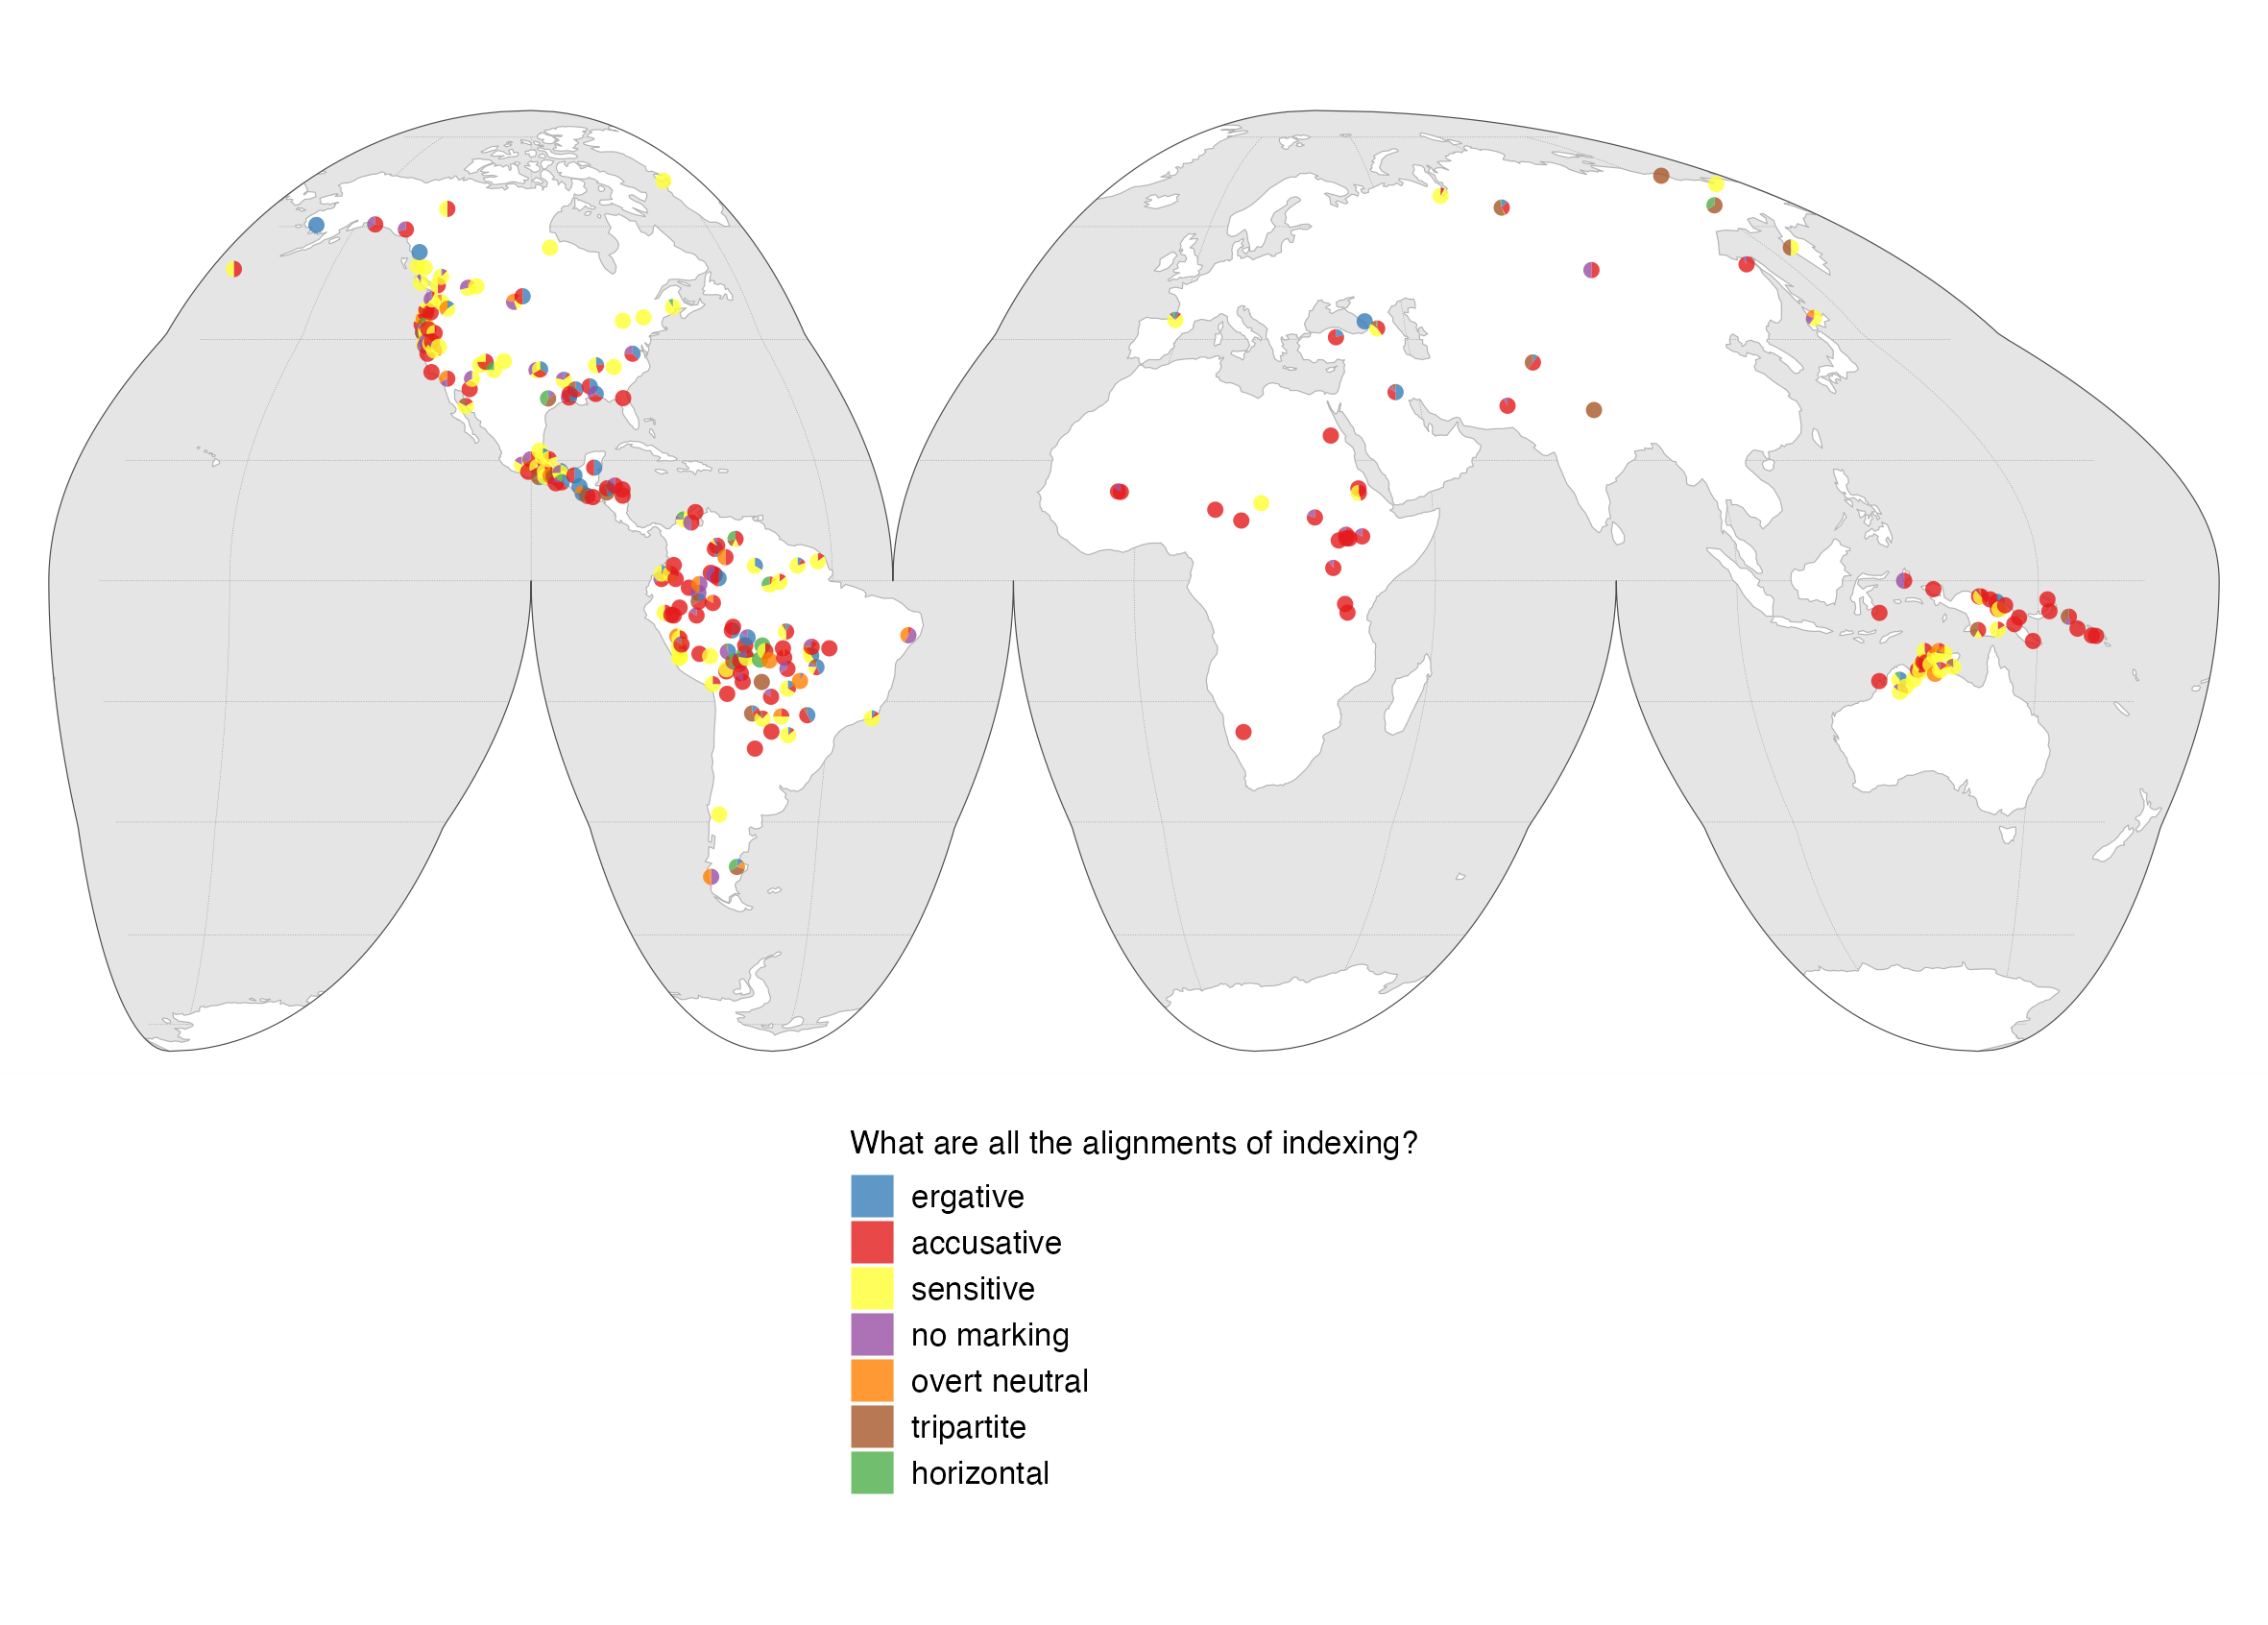 What are all the alignments of indexing?
ergative
accusative
sensitive
no marking
overt neutral
tripartite
horizontal